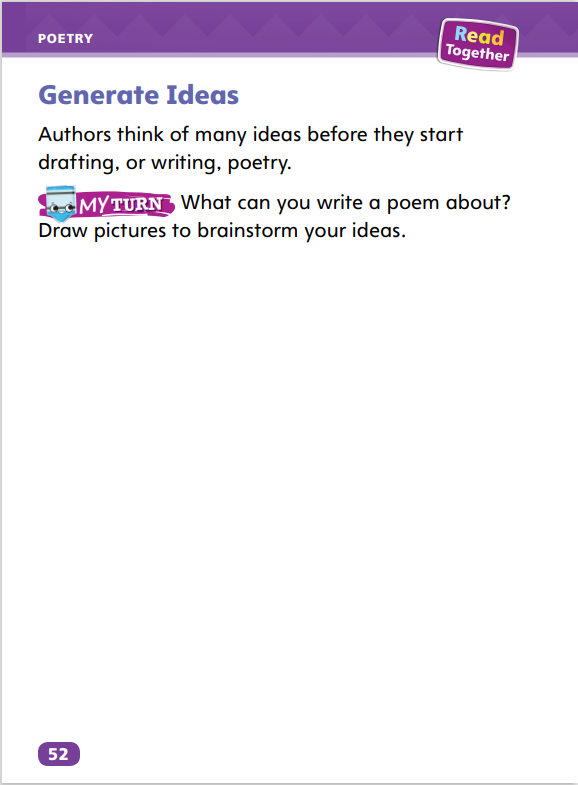 POETRY
Read
Together
Generate Ideas
Authors think of many ideas before they start
drafting, or writing, poetry.
MY TURN What can you write a poem about?
Draw pictures to brainstorm your ideas.
52